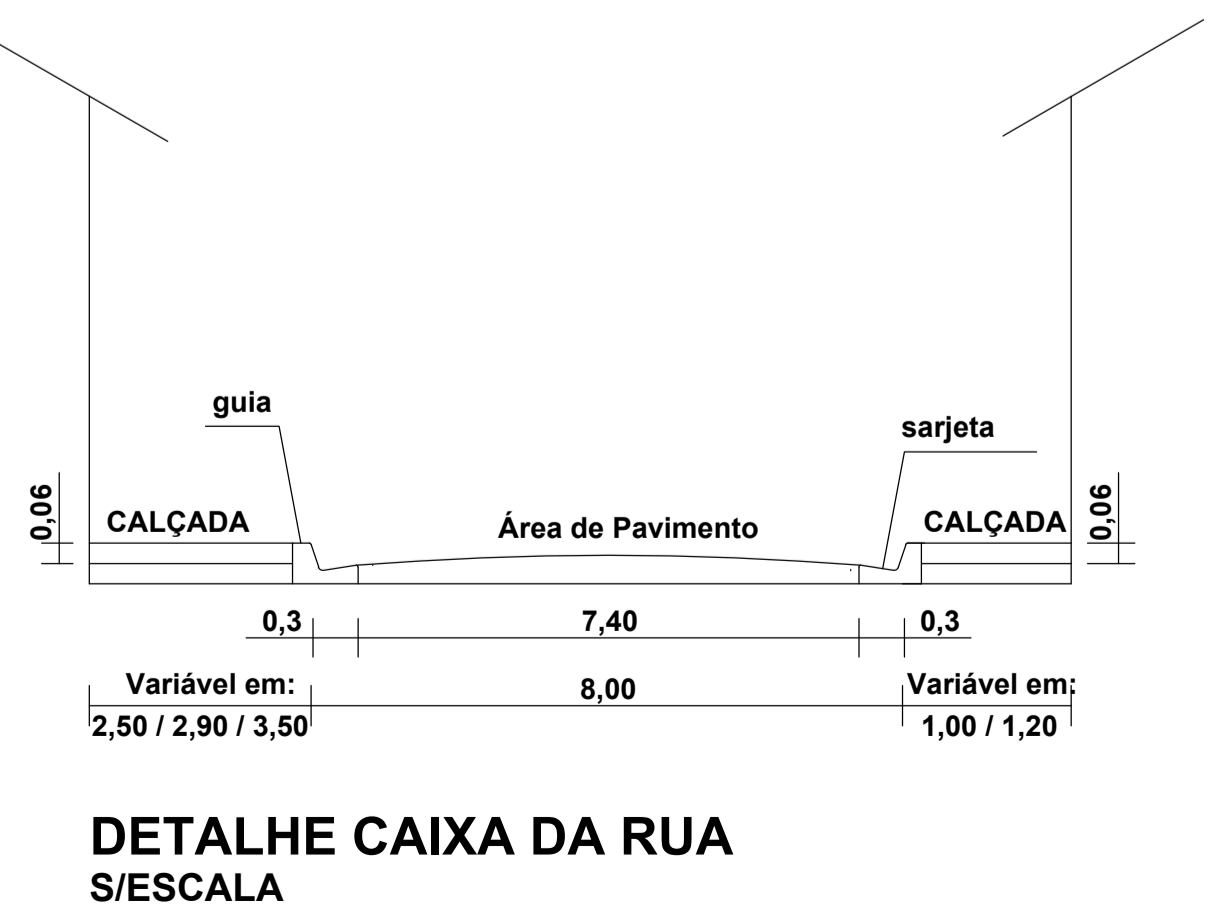 guia
sarjeta
0,06
CALÇADA
Área de Pavimento
CALÇADA
0,06
0,3
7,40
0,3
Variável em:
8,00
Variável em:
2,50 / 2,90 / 3,50
1,00 / 1,20
DETALHE CAIXA DA RUA
S/ESCALA